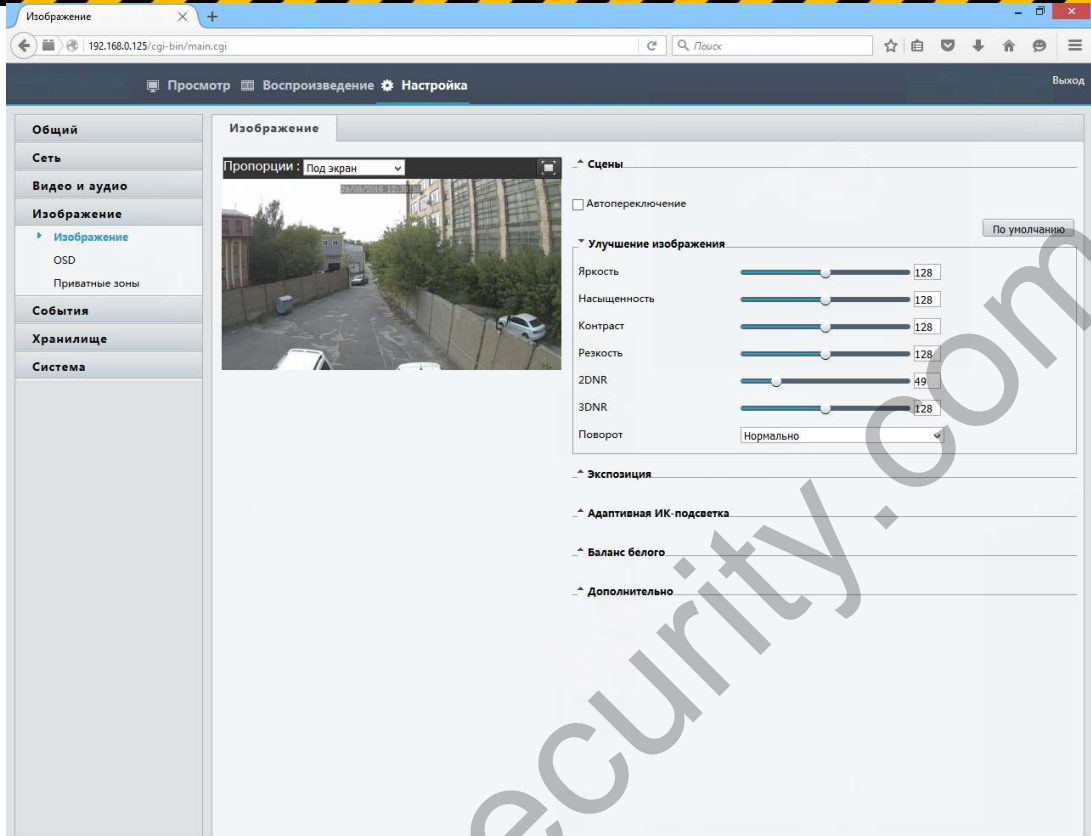 Изображение
192.168.0.125/cgi-bin/main.cgi
Поиск
Просмотр Воспроизведение Настройка
Выход
Общий
Сеть
Видео и аудио
Изображение
Изображение
OSD
Приватные зоны
События
Хранилище
Система
Изображение
Пропорции : Под экран
Сцены
Автопереключение
По умолчанию
Улучшение изображения
Яркость 128
Насыщенность 128
Контраст 128
Резкость 128
2DNR 49
3DNR 128
Поворот Нормально
Экспозиция
Адаптивная ИК-подсветка
Баланс белого
Дополнительно
ecurity.com